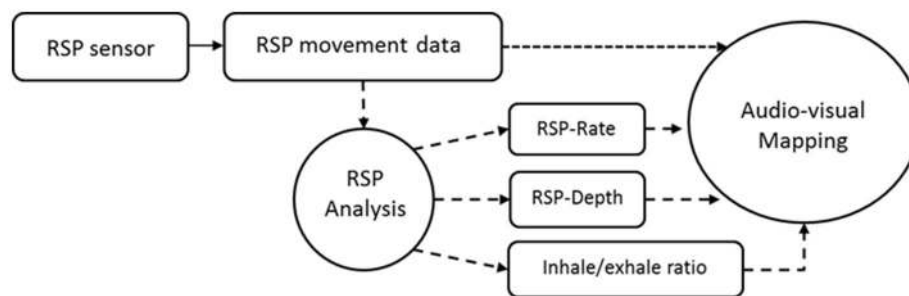 RSP sensor
RSP movement data
Audio-visual
Mapping
RSP-Rate
RSP
Analysis
RSP-Depth
Inhale/exhale ratio